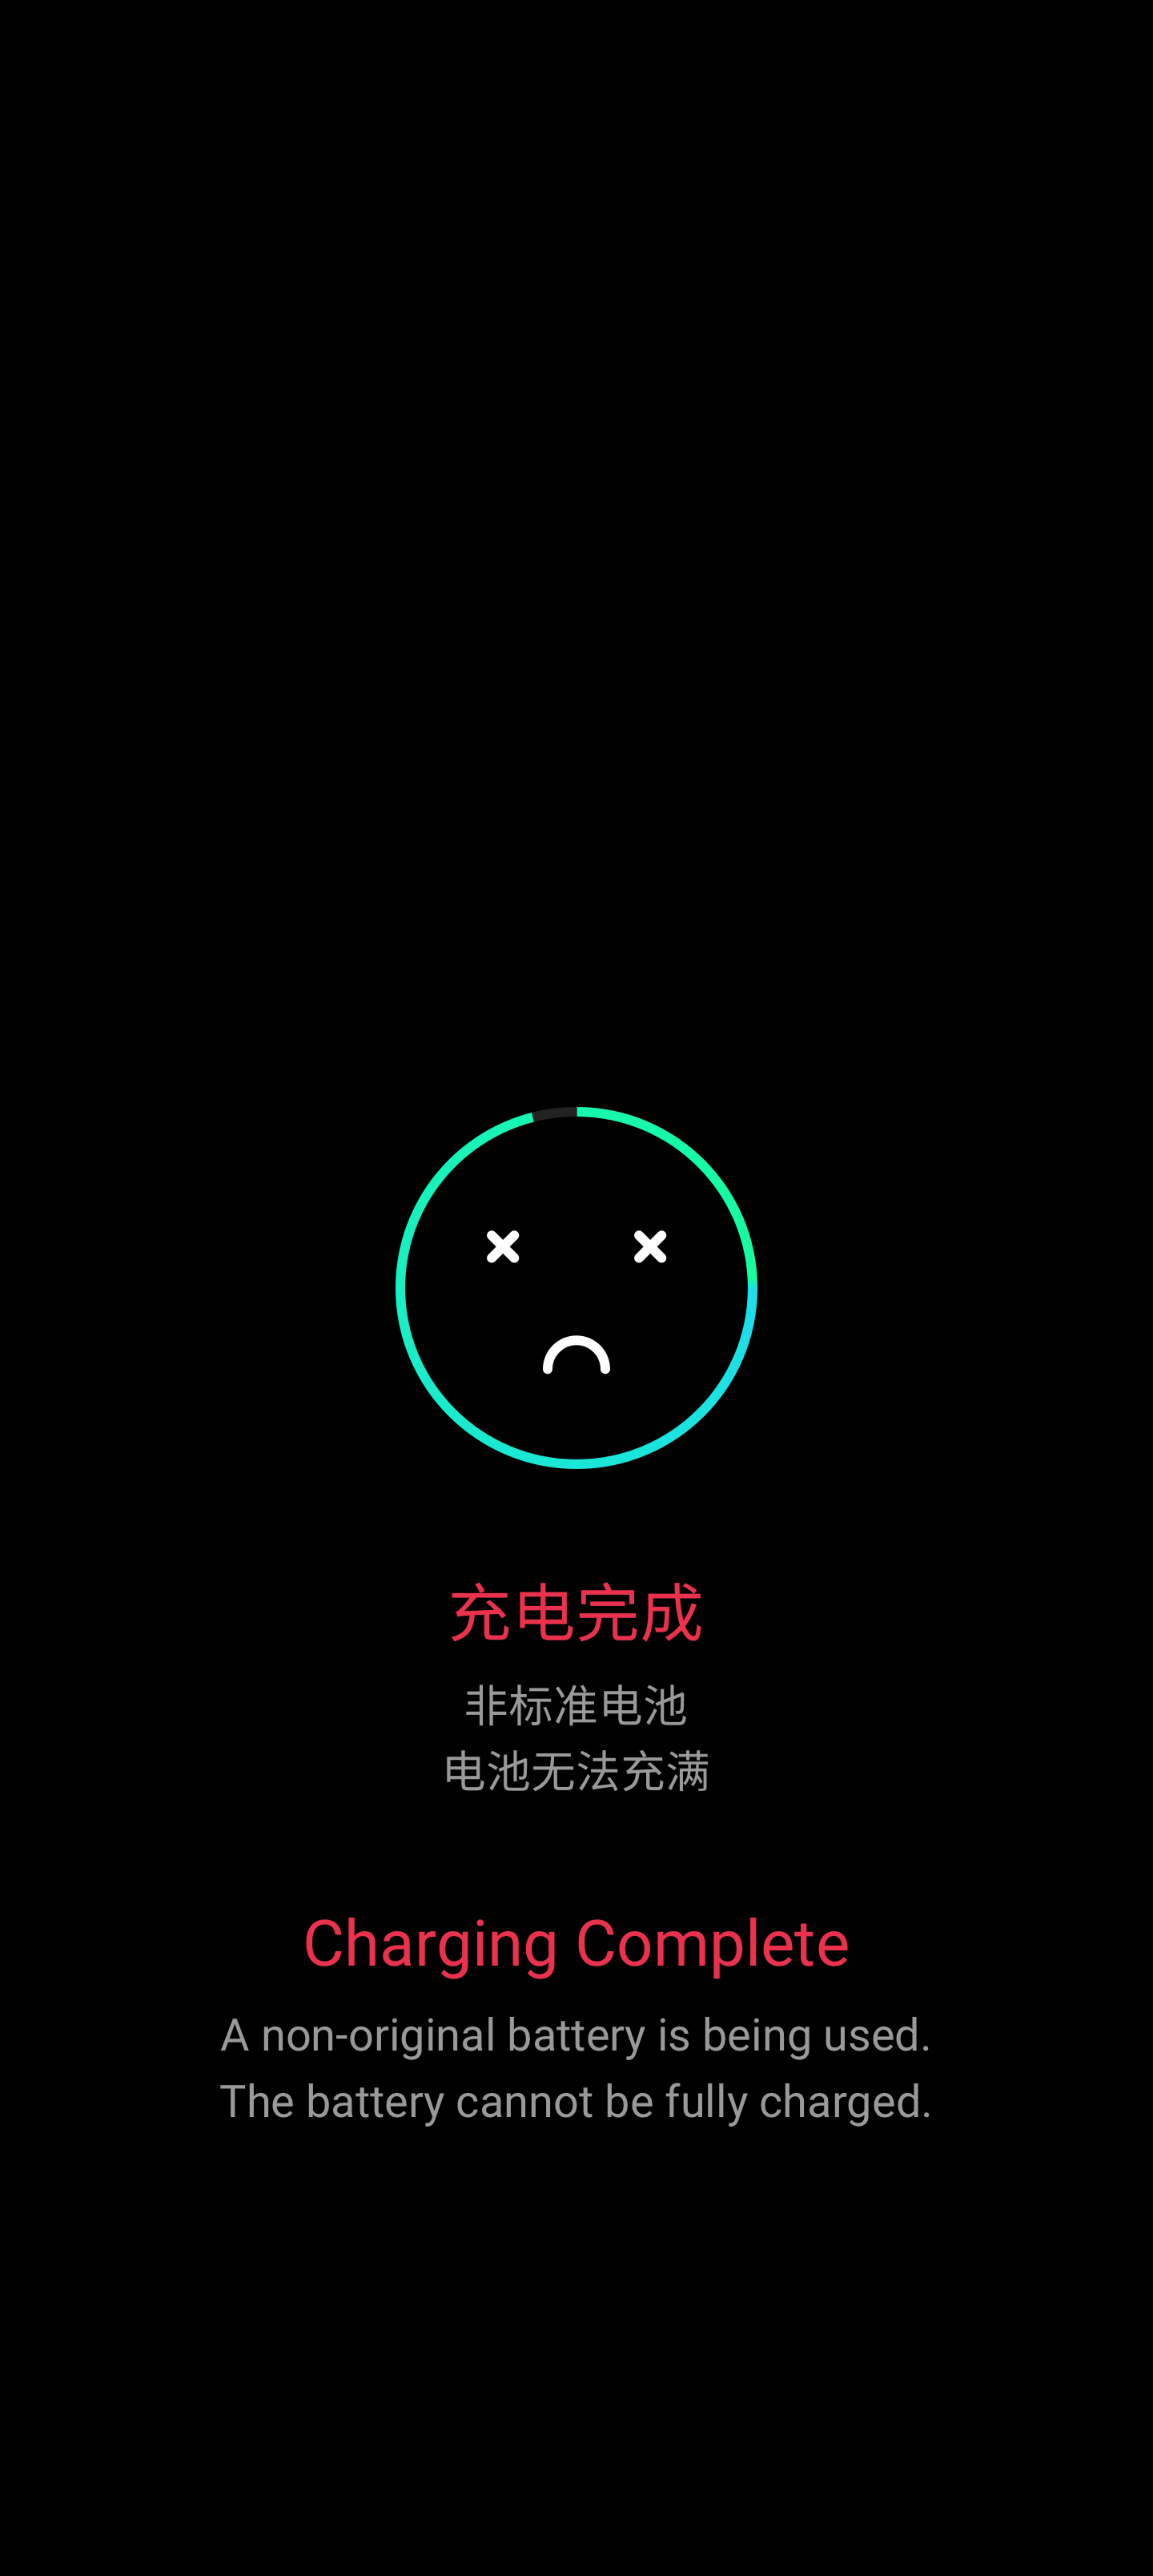 充电完成
非标准电池
电池无法充满
Charging Complete
A non-original battery is being used.
The battery cannot be fully charged.